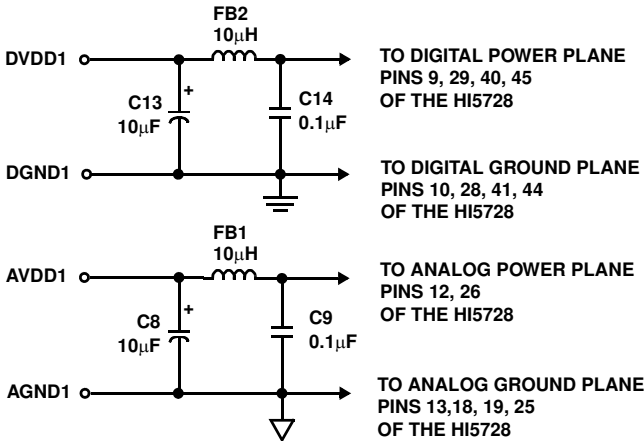 FB2
10µH
DVDD1
TO DIGITAL POWER PLANE
PINS 9, 29, 40, 45
OF THE HI5728
+
C13
10µF
C14
0.1µF
DGND1
TO DIGITAL GROUND PLANE
PINS 10, 28, 41, 44
OF THE HI5728
FB1
10µH
AVDD1
TO ANALOG POWER PLANE
PINS 12, 26
OF THE HI5728
+
C8
10µF
C9
0.1µF
AGND1
TO ANALOG GROUND PLANE
PINS 13,18, 19, 25
OF THE HI5728